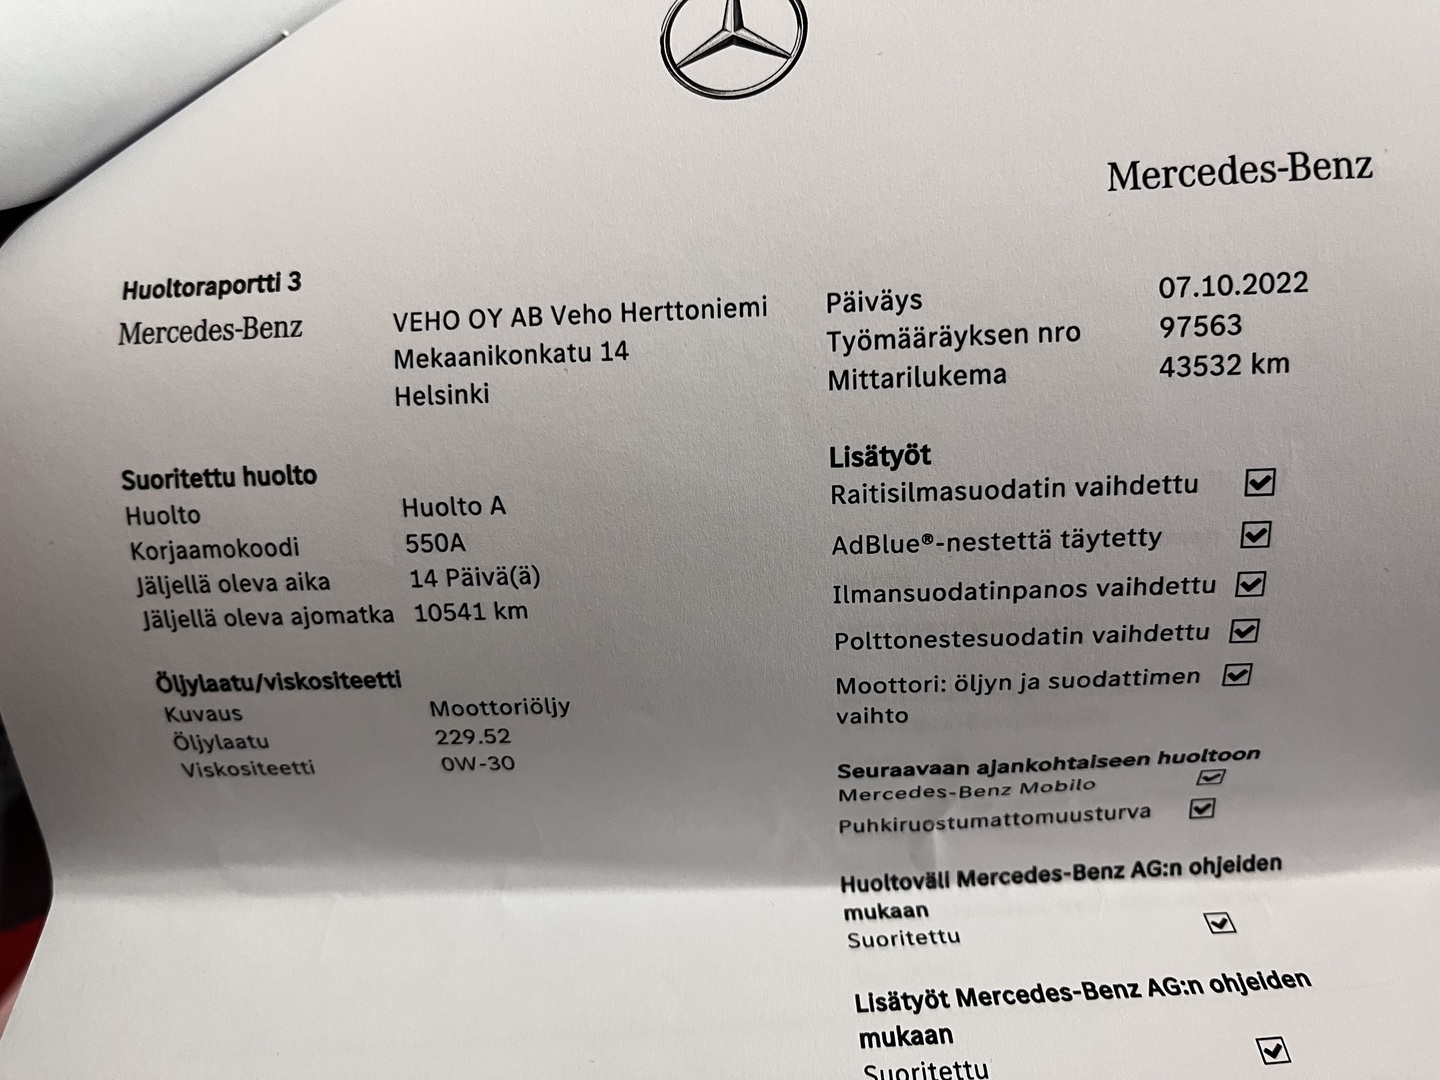 Mercedes-Benz
Huoltoraportti 3
Mercedes-Benz
VEHO OY AB Veho Herttoniemi
Mekaanikonkatu 14
Helsinki
Päiväys 07.10.2022
Työmääräyksen nro 97563
Mittarilukema 43532 km
Suoritettu huolto
Huolto Huolto A
Korjaamokoodi 550A
Jäljellä oleva aika 14 Päivä(ä)
Jäljellä oleva ajomatka 10541 km
Öljylaatu/viskositeetti
Kuvaus Moottoriöljy
Öljylaatu 229.52
Viskositeetti 0W-30
Lisätyöt
Raitisilmasuodatin vaihdettu
AdBlue®-nestettä täytetty
Ilmansuodatinpanos vaihdettu
Polttonestesuodatin vaihdettu
Moottori: öljyn ja suodattimen
vaihto
Seuraavaan ajankohtaiseen huoltoon
Mercedes-Benz Mobilo
Puhkiruostumattomuusturva
Huoltoväli Mercedes-Benz AG:n ohjeiden
mukaan
Suoritettu
Lisätyöt Mercedes-Benz AG:n ohjeiden
mukaan
Suoritettu